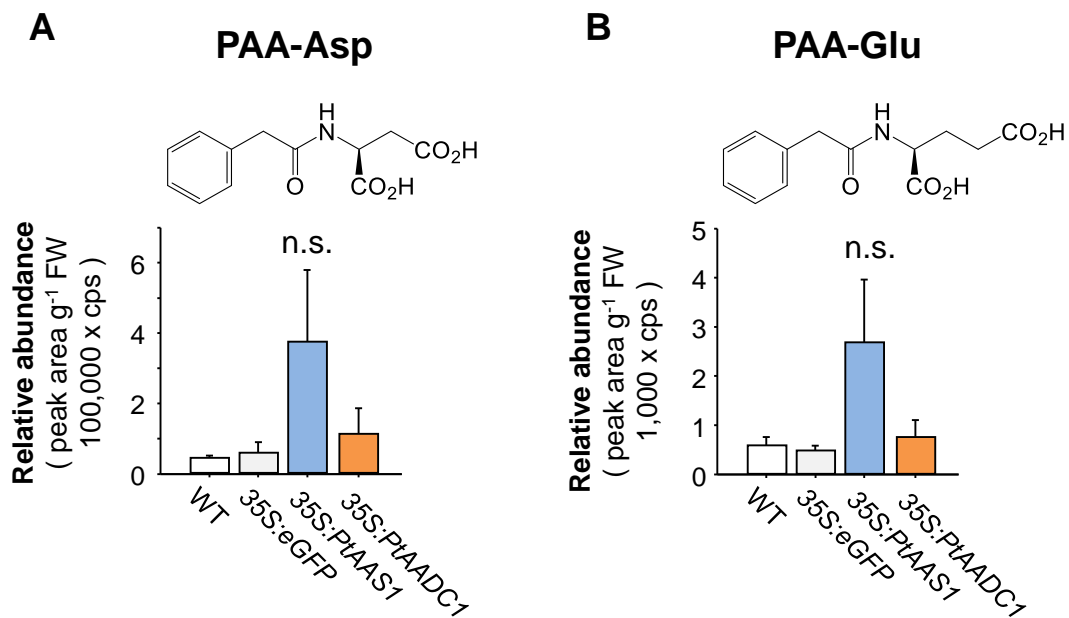 A
PAA-Asp
H
N
O
CO₂H
CO₂H
Relative abundance
( peak area g⁻¹ FW
100,000 x cps )
6
4
2
0
n.s.
WT
35S:eGFP
35S:PtAAS1
35S:PtAADC1
B
PAA-Glu
H
N
O
CO₂H
CO₂H
Relative abundance
( peak area g⁻¹ FW
1,000 x cps )
5
4
3
2
1
0
n.s.
WT
35S:eGFP
35S:PtAAS1
35S:PtAADC1